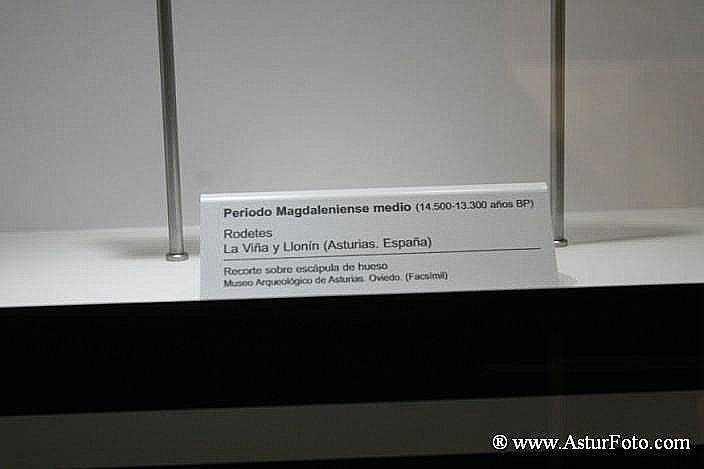 Periodo Magdaleniense medio (14.500-13.300 años BP)
Rodetes
La Viña y Llonín (Asturias. España)
Recorte sobre escápula de hueso
Museo Arqueológico de Asturias. Oviedo. (Facsímil)
® www.AsturFoto.com